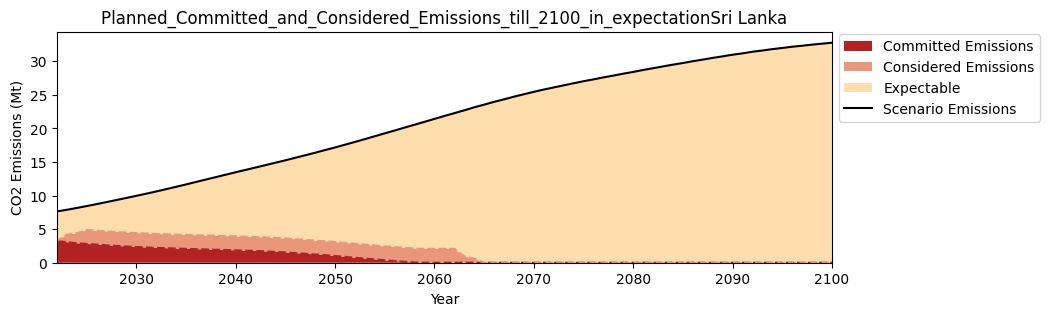 Planned_Committed_and_Considered_Emissions_till_2100_in_expectationSri Lanka
Committed Emissions
Considered Emissions
Expectable
Scenario Emissions
CO2 Emissions (Mt)
30
25
20
15
10
5
0
2030 2040 2050 2060 2070 2080 2090 2100
Year